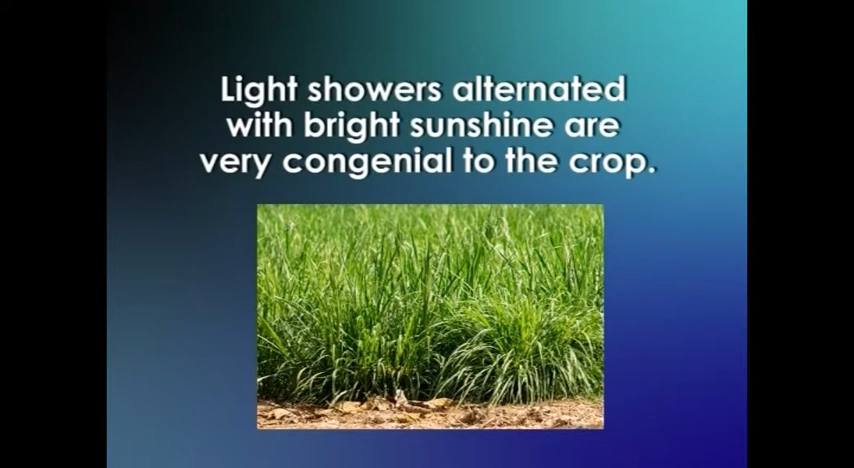 Light showers alternated
with bright sunshine are
very congenial to the crop.